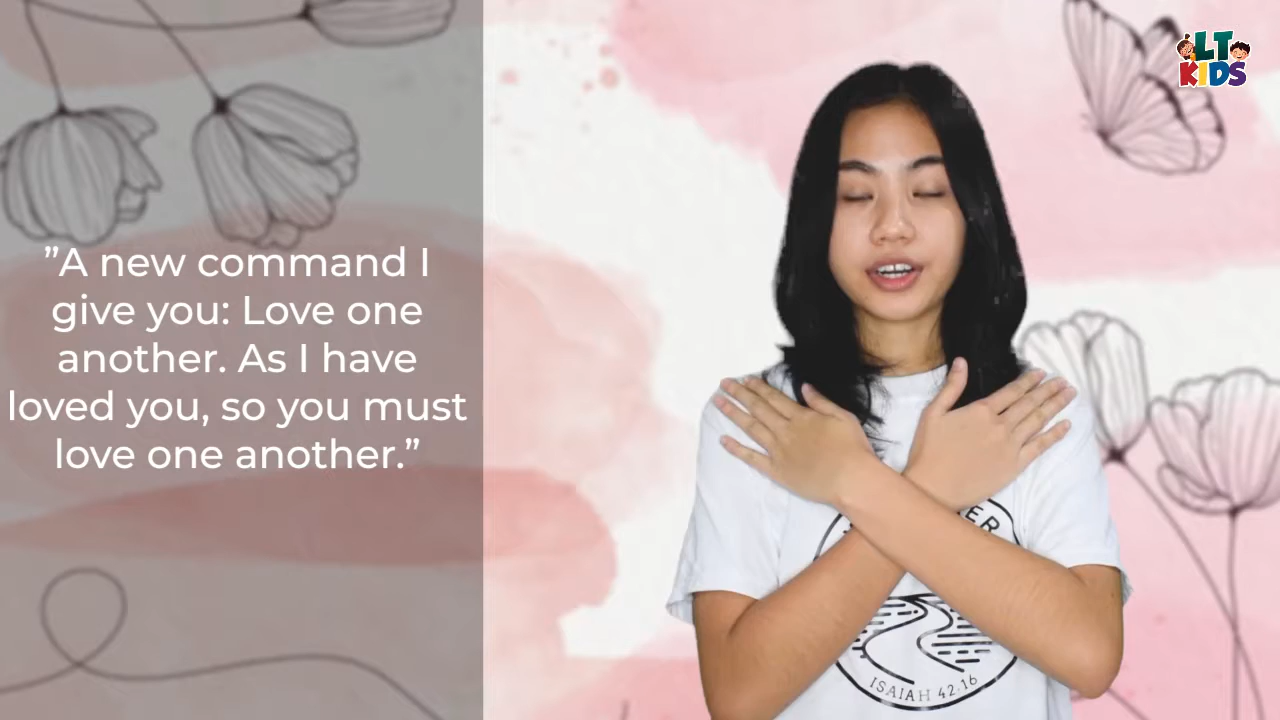 ”A new command I
give you: Love one
another. As I have
loved you, so you must
love one another.”
LT
KIDS
ISAIAH 42:16